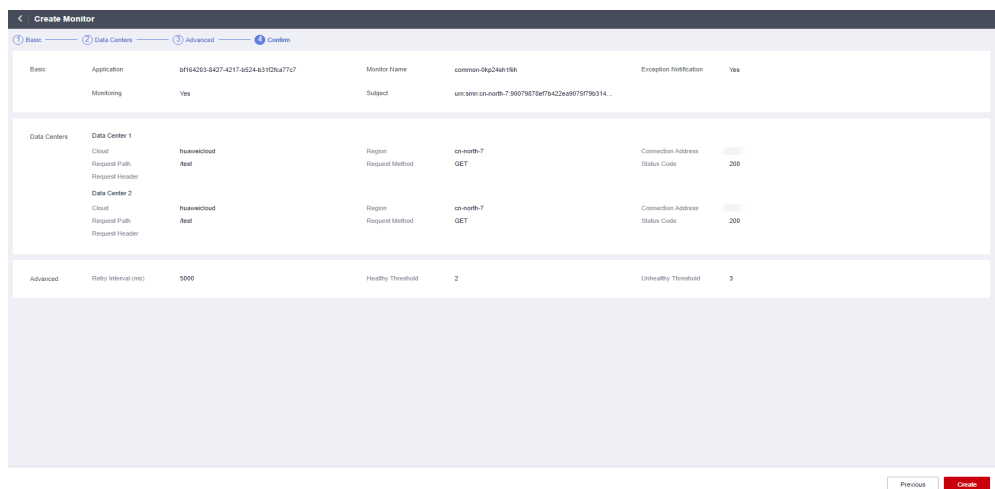 < Create Monitor
1 Basic 2 Data Centers 3 Advanced 4 Confirm
Basic Application bf164203-8427-4217-b524-b31f2fca77c7 Monitor Name common-0kp24sh1f8h Exception Notification Yes
Monitoring Yes Subject urn:smn:cn-north-7:90079878ef7b422ea9075f79b314...
Data Centers Data Center 1
Cloud huaweicloud Region cn-north-7 Connection Address
Request Path /test Request Method GET Status Code 200
Request Header
Data Center 2
Cloud huaweicloud Region cn-north-7 Connection Address
Request Path /test Request Method GET Status Code 200
Request Header
Advanced Retry Interval (ms) 5000 Healthy Threshold 2 Unhealthy Threshold 3
Previous Create